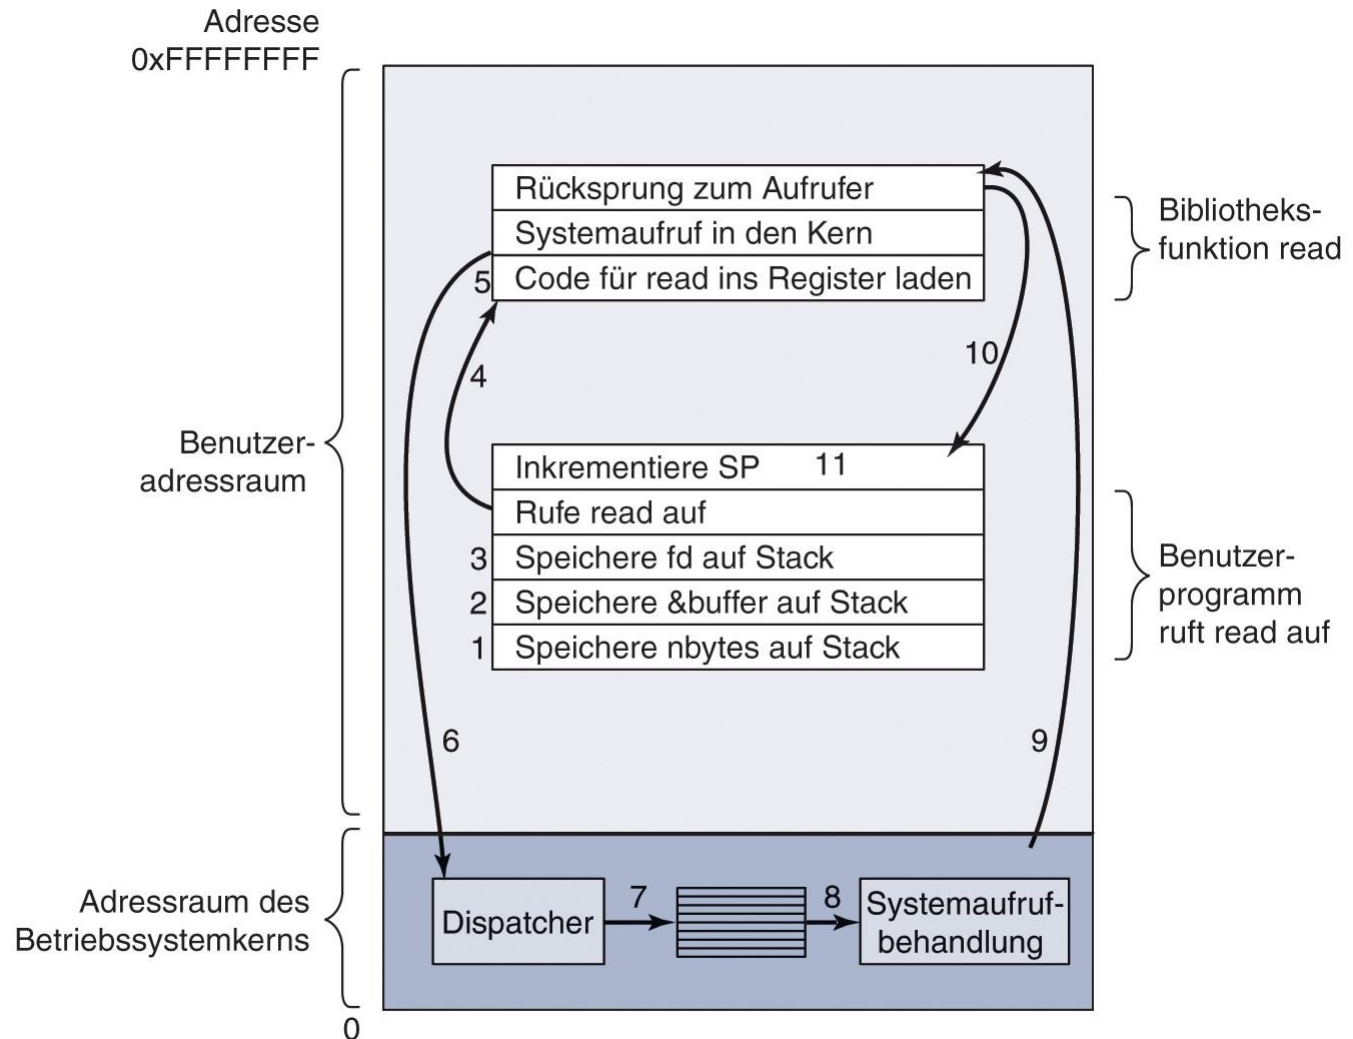 Adresse
0xFFFFFFFF
Rücksprung zum Aufrufer
Systemaufruf in den Kern
5 Code für read ins Register laden
Bibliotheks-
funktion read
4
10
Benutzer-
adressraum
Inkrementiere SP 11
Rufe read auf
3 Speichere fd auf Stack
2 Speichere &buffer auf Stack
1 Speichere nbytes auf Stack
Benutzer-
programm
ruft read auf
6
9
Adressraum des
Betriebssystemkerns
Dispatcher
7
8
Systemaufruf-
behandlung
0